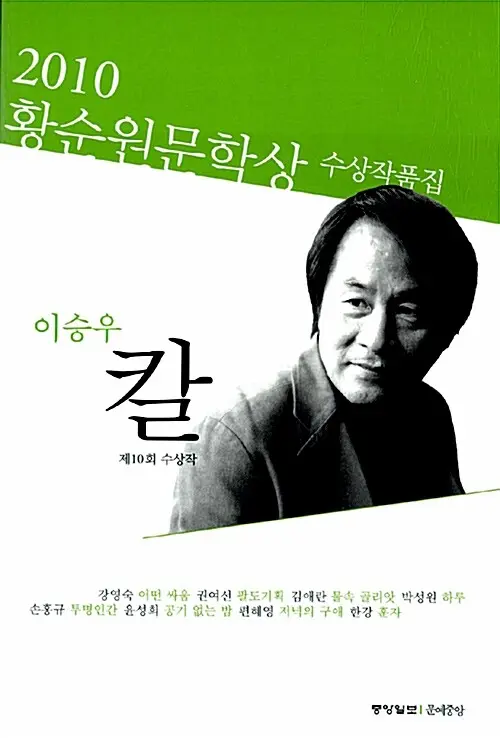 2010
황순원문학상 수상작품집
이승우
칼
제10회 수상작
강영숙 어떤 싸움 권여선 팔도기획 김애란 물속 골리앗 박성원 하루
손홍규 투명인간 윤성희 공기 없는 밤 편혜영 저녁의 구애 한강 훈자
중앙일보 문예중앙